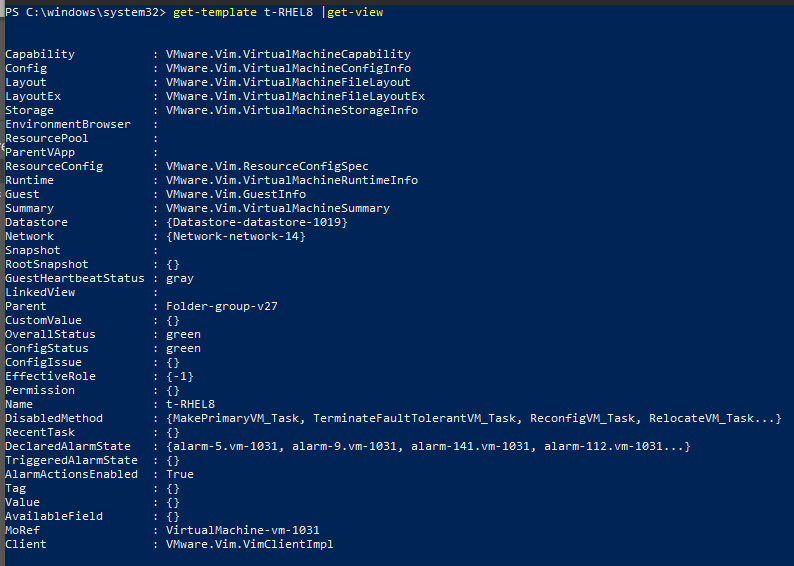 PS C:\windows\system32> get-template t-RHEL8 |get-view
Capability : VMware.Vim.VirtualMachineCapability
Config : VMware.Vim.VirtualMachineConfigInfo
Layout : VMware.Vim.VirtualMachineFileLayout
LayoutEx : VMware.Vim.VirtualMachineFileLayoutEx
Storage : VMware.Vim.VirtualMachineStorageInfo
EnvironmentBrowser :
ResourcePool :
ParentVApp :
ResourceConfig : VMware.Vim.ResourceConfigSpec
Runtime : VMware.Vim.VirtualMachineRuntimeInfo
Guest : VMware.Vim.GuestInfo
Summary : VMware.Vim.VirtualMachineSummary
Datastore : {Datastore-datastore-1019}
Network : {Network-network-14}
Snapshot :
RootSnapshot : {}
GuestHeartbeatStatus : gray
LinkedView :
Parent : Folder-group-v27
CustomValue : {}
OverallStatus : green
ConfigStatus : green
ConfigIssue : {}
EffectiveRole : {-1}
Permission : {}
Name : t-RHEL8
DisabledMethod : {MakePrimaryVM_Task, TerminateFaultTolerantVM_Task, ReconfigVM_Task, RelocateVM_Task...}
RecentTask : {}
DeclaredAlarmState : {alarm-5.vm-1031, alarm-9.vm-1031, alarm-141.vm-1031, alarm-112.vm-1031...}
TriggeredAlarmState : {}
AlarmActionsEnabled : True
Tag : {}
Value : {}
AvailableField : {}
MoRef : VirtualMachine-vm-1031
Client : VMware.Vim.VimClientImpl